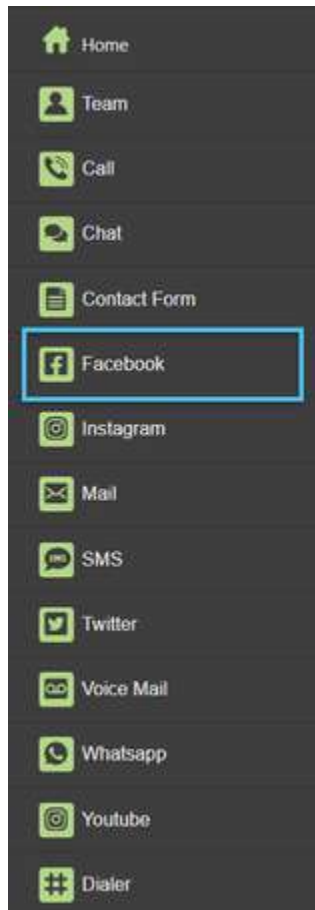 Home
Team
Call
Chat
Contact Form
Facebook
Instagram
Mail
SMS
Twitter
Voice Mail
Whatsapp
Youtube
Dialer